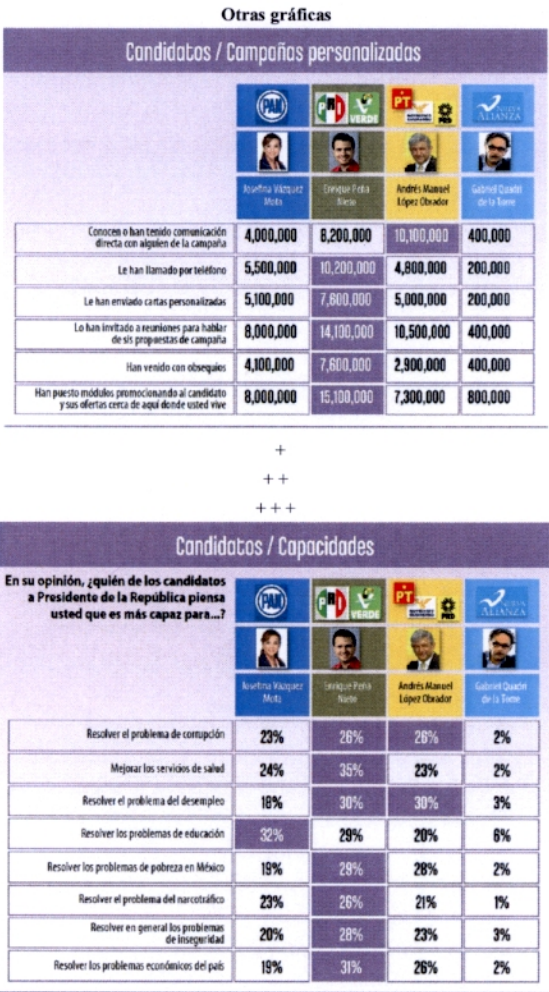 Otras gráficas
Candidatos / Campañas personalizadas
PAN PRI VERDE PT PRD NUEVA ALIANZA
Josefina Vázquez Mota Enrique Peña Nieto Andrés Manuel López Obrador Gabriel Quadri de la Torre
Conocen o han tenido comunicación
directa con alguien de la campaña 4,000,000 8,200,000 10,100,000 400,000
Le han llamado por teléfono 5,500,000 10,200,000 4,800,000 200,000
Le han enviado cartas personalizadas 5,100,000 7,600,000 5,000,000 200,000
Lo han invitado a reuniones para hablar
de sis propuestas de campaña 8,000,000 14,100,000 10,500,000 400,000
Han venido con obsequios 4,100,000 7,600,000 2,900,000 400,000
Han puesto módulos promocionando al candidato
y sus ofertas cerca de aquí donde usted vive 8,000,000 15,100,000 7,300,000 800,000
+
++
+++
Candidatos / Capacidades
En su opinión, ¿quién de los candidatos
a Presidente de la República piensa
usted que es más capaz para...?
PAN PRI VERDE PT PRD NUEVA ALIANZA
Josefina Vázquez Mota Enrique Peña Nieto Andrés Manuel López Obrador Gabriel Quadri de la Torre
Resolver el problema de corrupción 23% 26% 26% 2%
Mejorar los servicios de salud 24% 35% 23% 2%
Resolver el problema del desempleo 18% 30% 30% 3%
Resolver los problemas de educación 32% 29% 20% 6%
Resolver los problemas de pobreza en México 19% 29% 28% 2%
Resolver el problema del narcotráfico 23% 26% 21% 1%
Resolver en general los problemas
de inseguridad 20% 28% 23% 3%
Resolver los problemas económicos del país 19% 31% 26% 2%